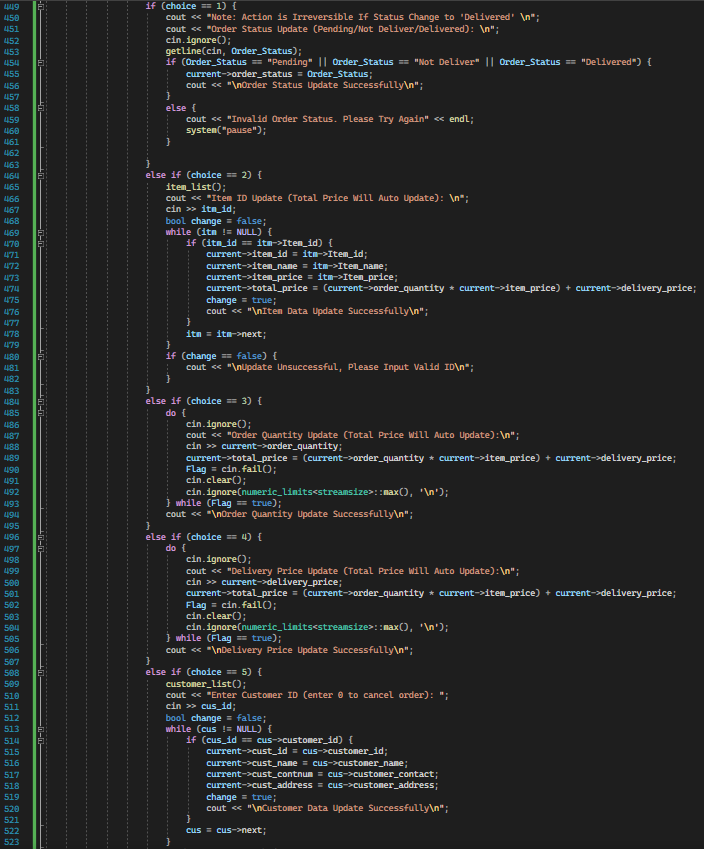 449 if (choice == 1) {
450 cout << "Note: Action is Irreversible If Status Change to 'Delivered' \n";
451 cout << "Order Status Update (Pending/Not Deliver/Delivered): \n";
452 cin.ignore();
453 getline(cin, Order_Status);
454 if (Order_Status == "Pending" || Order_Status == "Not Deliver" || Order_Status == "Delivered") {
455 current->order_status = Order_Status;
456 cout << "\nOrder Status Update Successfully\n";
457 }
458 else {
459 cout << "Invalid Order Status. Please Try Again" << endl;
460 system("pause");
461 }
462
463 }
464 else if (choice == 2) {
465 item_list();
466 cout << "Item ID Update (Total Price Will Auto Update): \n";
467 cin >> itm_id;
468 bool change = false;
469 while (itm != NULL) {
470 if (itm_id == itm->Item_id) {
471 current->item_id = itm->Item_id;
472 current->item_name = itm->Item_name;
473 current->item_price = itm->Item_price;
474 current->total_price = (current->order_quantity * current->item_price) + current->delivery_price;
475 change = true;
476 cout << "\nItem Data Update Successfully\n";
477 }
478 itm = itm->next;
479 }
480 if (change == false) {
481 cout << "\nUpdate Unsuccessful, Please Input Valid ID\n";
482 }
483 }
484 else if (choice == 3) {
485 do {
486 cin.ignore();
487 cout << "Order Quantity Update (Total Price Will Auto Update):\n";
488 cin >> current->order_quantity;
489 current->total_price = (current->order_quantity * current->item_price) + current->delivery_price;
490 Flag = cin.fail();
491 cin.clear();
492 cin.ignore(numeric_limits<streamsize>::max(), '\n');
493 } while (Flag == true);
494 cout << "\nOrder Quantity Update Successfully\n";
495 }
496 else if (choice == 4) {
497 do {
498 cin.ignore();
499 cout << "Delivery Price Update (Total Price Will Auto Update):\n";
500 cin >> current->delivery_price;
501 current->total_price = (current->order_quantity * current->item_price) + current->delivery_price;
502 Flag = cin.fail();
503 cin.clear();
504 cin.ignore(numeric_limits<streamsize>::max(), '\n');
505 } while (Flag == true);
506 cout << "\nDelivery Price Update Successfully\n";
507 }
508 else if (choice == 5) {
509 customer_list();
510 cout << "Enter Customer ID (enter 0 to cancel order): ";
511 cin >> cus_id;
512 bool change = false;
513 while (cus != NULL) {
514 if (cus_id == cus->customer_id) {
515 current->cust_id = cus->customer_id;
516 current->cust_name = cus->customer_name;
517 current->cust_contnum = cus->customer_contact;
518 current->cust_address = cus->customer_address;
519 change = true;
520 cout << "\nCustomer Data Update Successfully\n";
521 }
522 cus = cus->next;
523 }